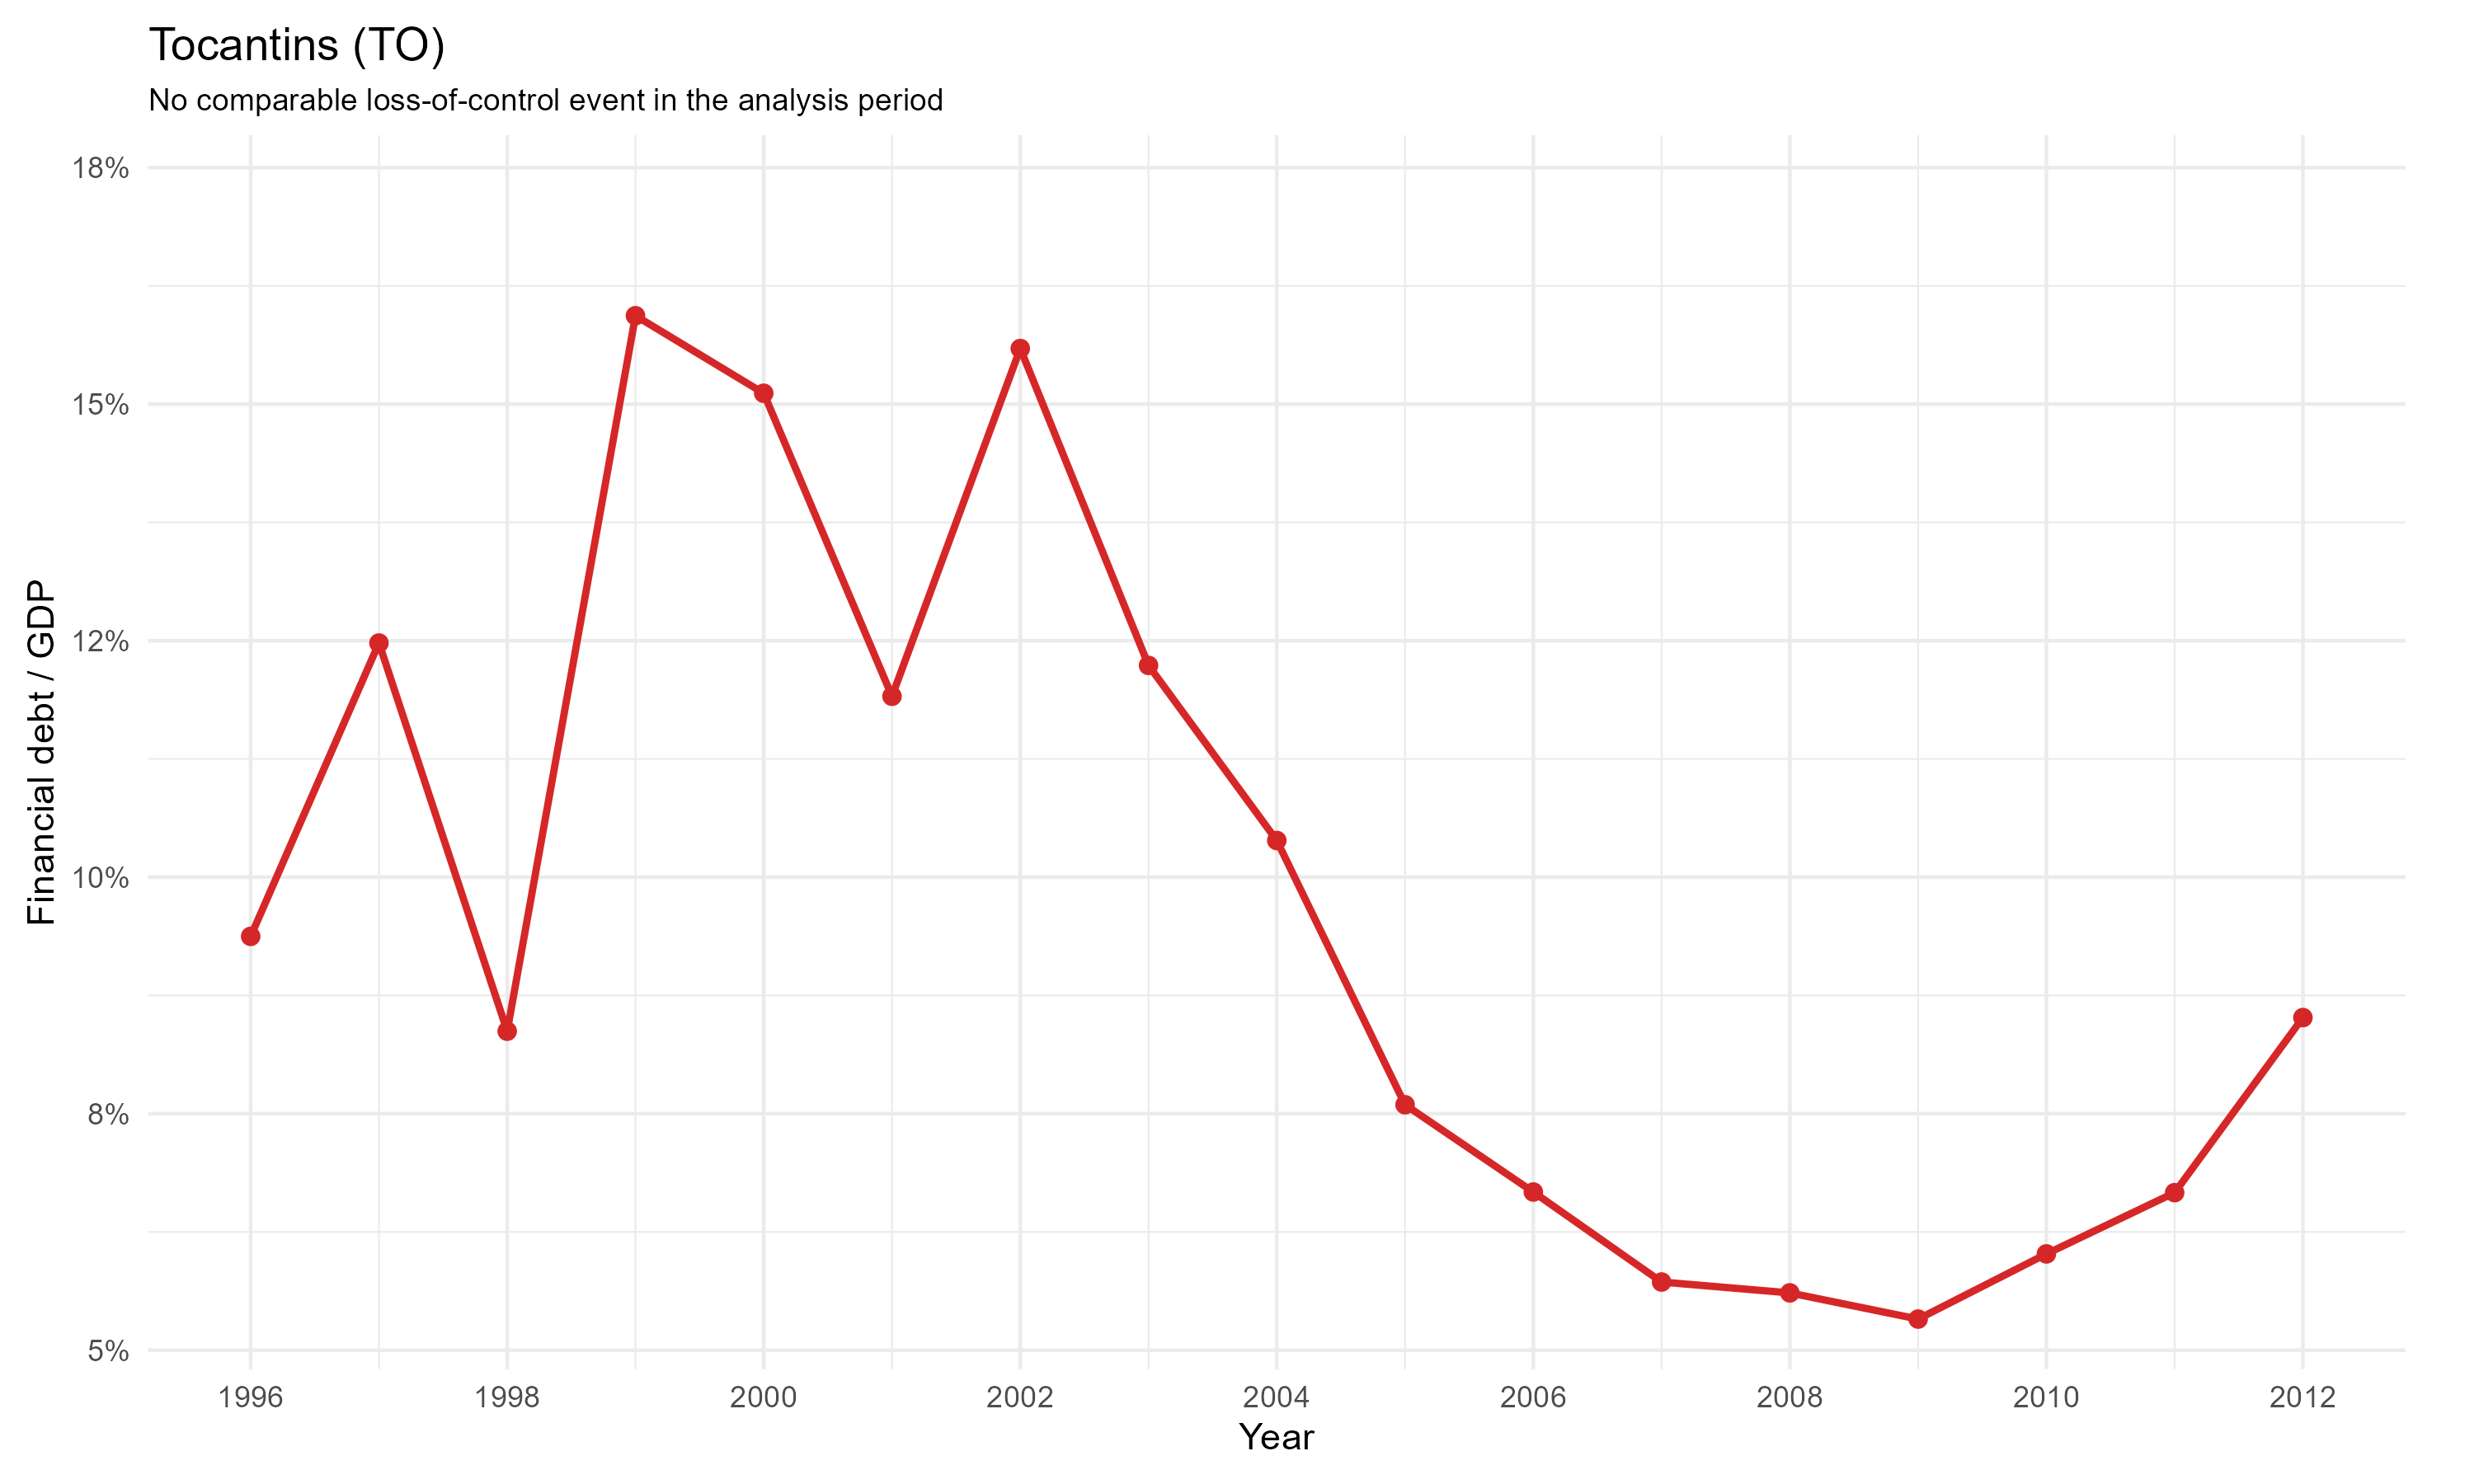 Tocantins (TO)
No comparable loss-of-control event in the analysis period
18%
15%
12%
10%
8%
5%
Financial debt / GDP
1996 1998 2000 2002 2004 2006 2008 2010 2012
Year